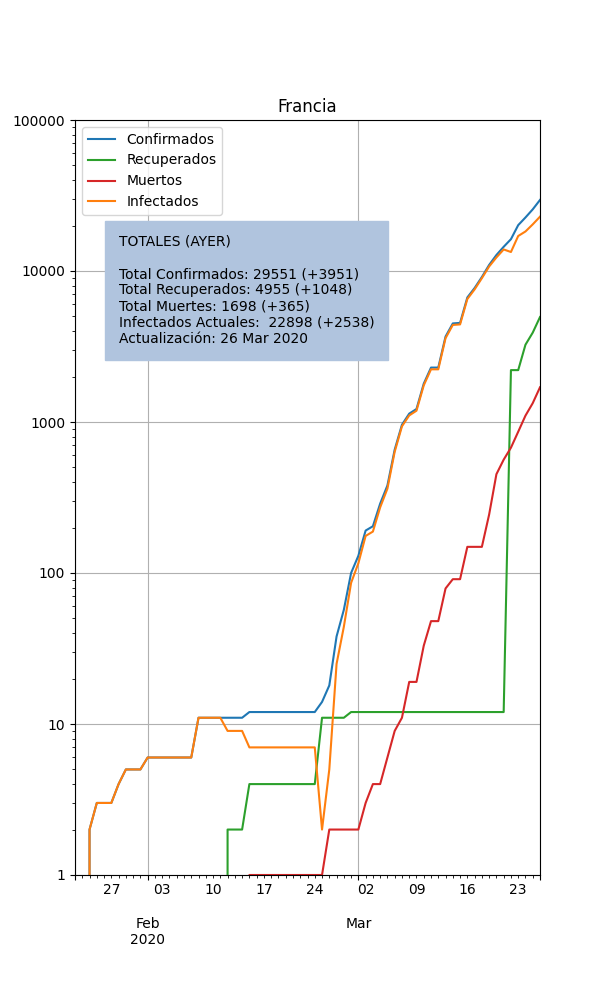 Francia
100000
10000
1000
100
10
1
Confirmados
Recuperados
Muertos
Infectados
TOTALES (AYER)
Total Confirmados: 29551 (+3951)
Total Recuperados: 4955 (+1048)
Total Muertes: 1698 (+365)
Infectados Actuales:  22898 (+2538)
Actualización: 26 Mar 2020
27 03 10 17 24 02 09 16 23
Feb Mar
2020